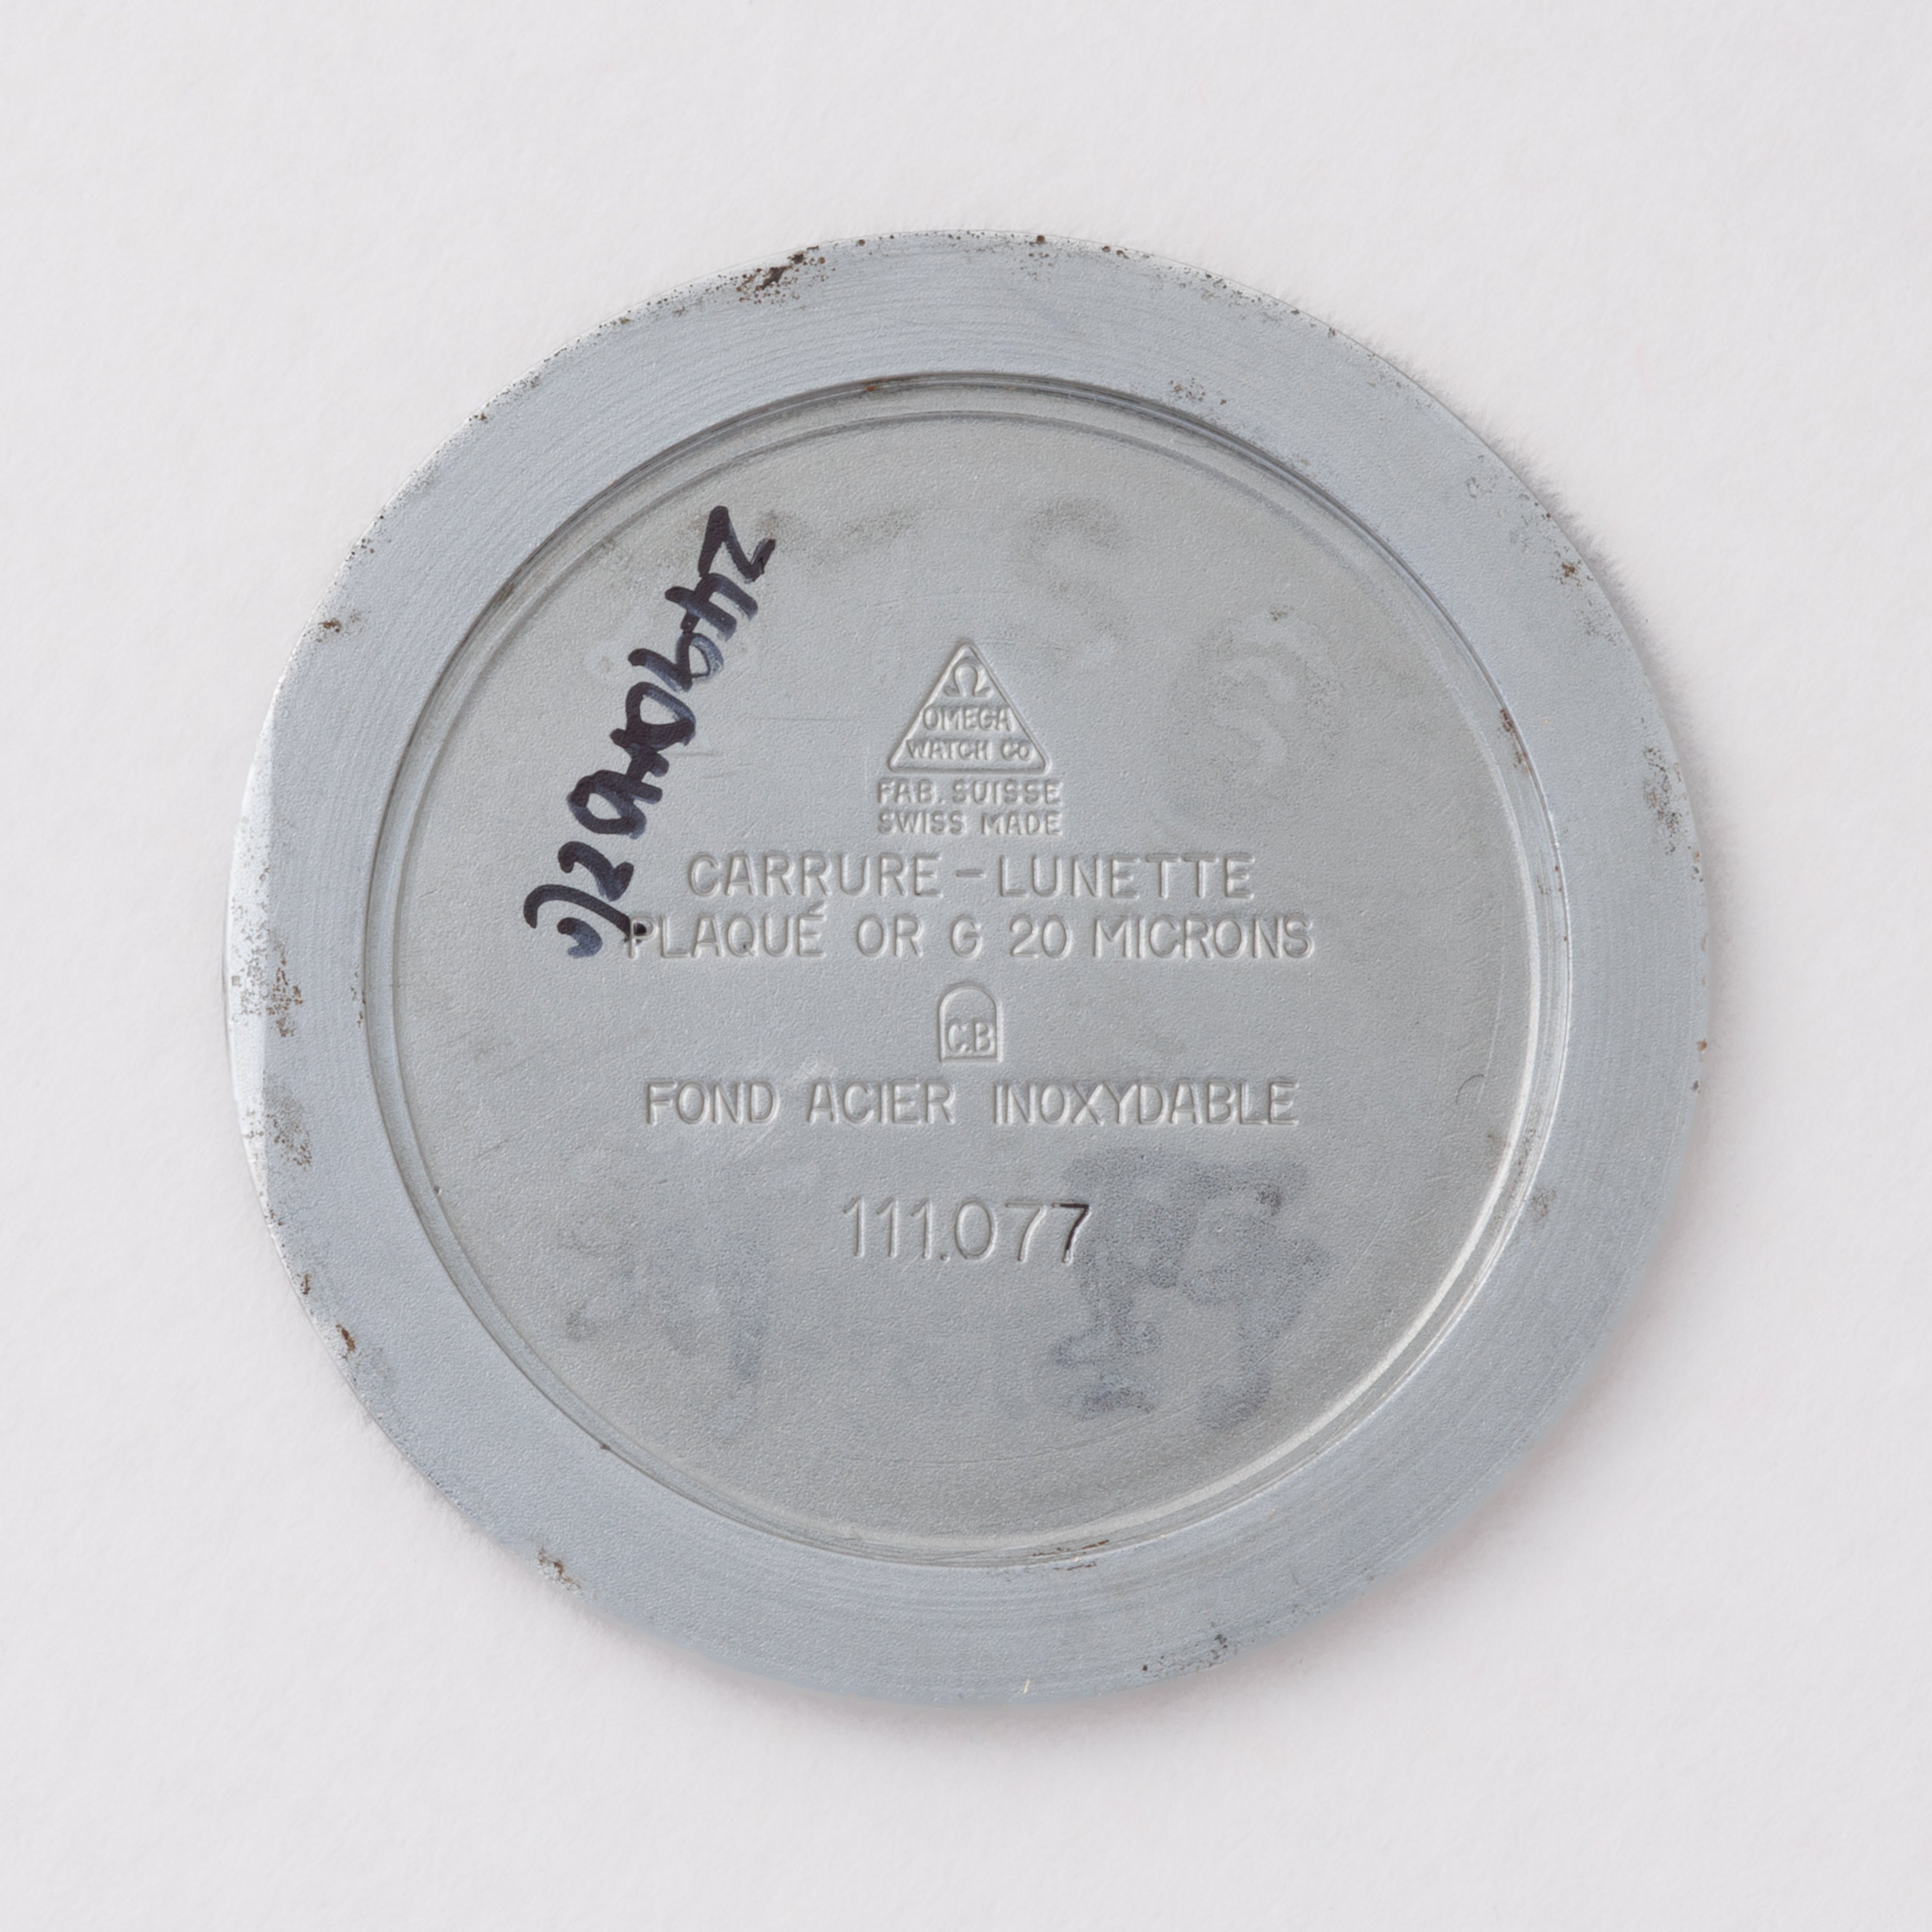 Ω
OMEGA
WATCH CO
FAB. SUISSE
SWISS MADE
CARRURE – LUNETTE
PLAQUÉ OR G 20 MICRONS
C.B
FOND ACIER INOXYDABLE
111.077